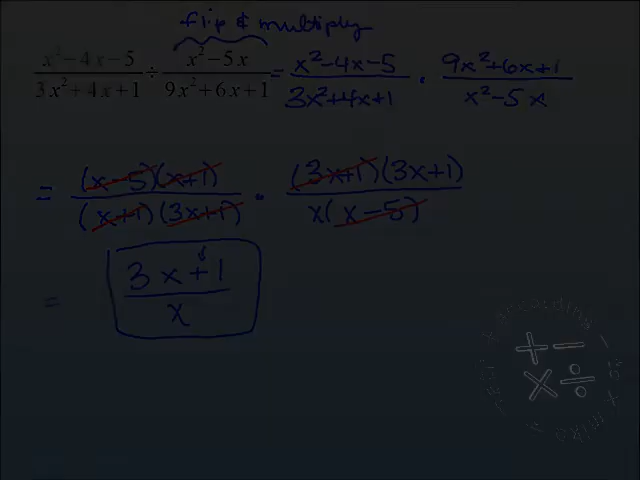 flip & multiply
x² - 4x - 5 / 3x² + 4x + 1 ÷ x² - 5x / 9x² + 6x + 1 = x² - 4x - 5 / 3x² + 4x + 1 · 9x² + 6x + 1 / x² - 5x
= (x - 5)(x + 1) / (x + 1)(3x + 1) · (3x + 1)(3x + 1) / x(x - 5)
= 3x + 1 / x
+ −
× ÷